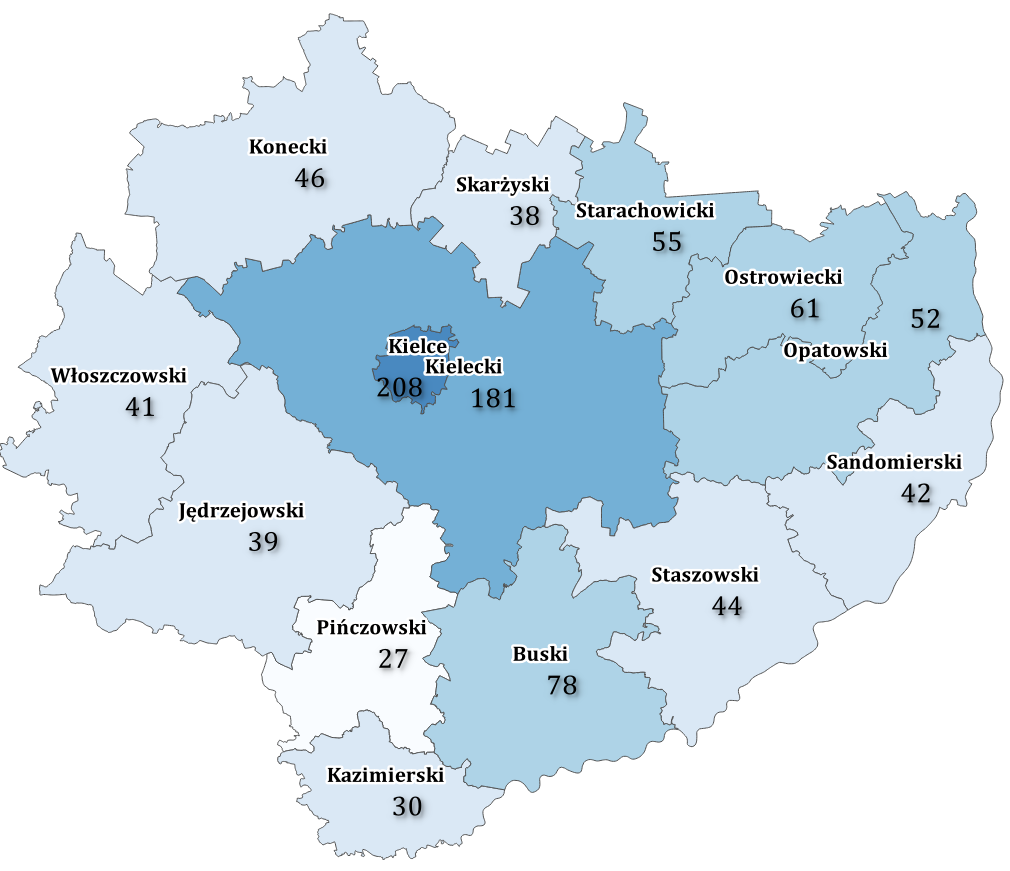 Konecki
46
Skarżyski
38
Starachowicki
55
Ostrowiecki
61
52
Opatowski
Kielce
208
Kielecki
181
Włoszczowski
41
Sandomierski
42
Jędrzejowski
39
Staszowski
44
Pińczowski
27
Buski
78
Kazimierski
30